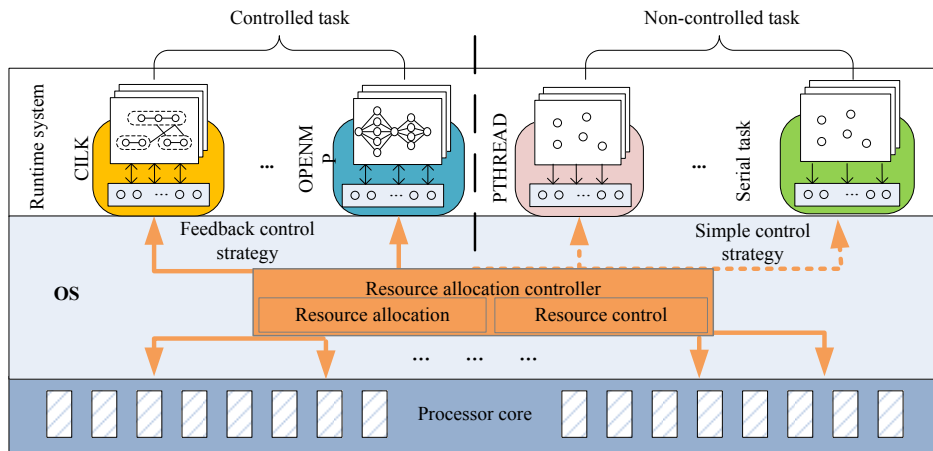 Controlled task
Non-controlled task
Runtime system
CILK
...
OPENNM
P
PTHREAD
...
Serial task
...
...
...
...
Feedback control
strategy
Simple control
strategy
OS
Resource allocation controller
Resource allocation
Resource control
... ... ...
Processor core